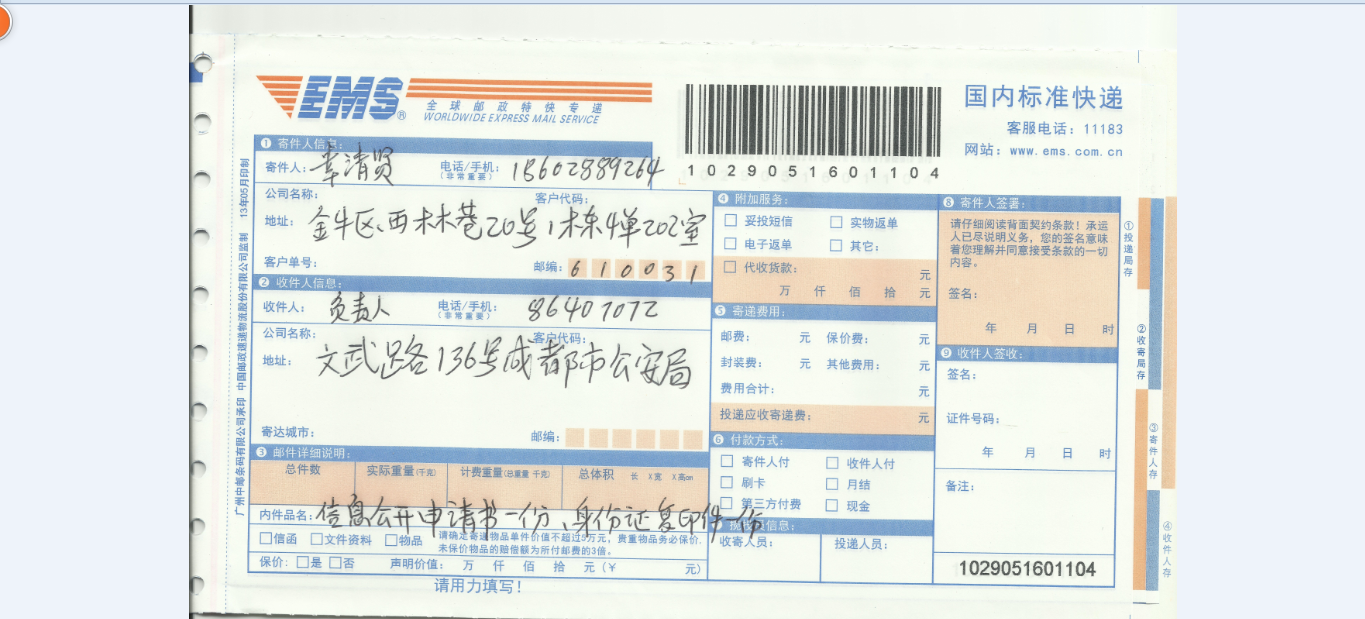 EMS®
全球邮政特快专递
WORLDWIDE EXPRESS MAIL SERVICE
1029051601104
国内标准快递
客服电话：11183
网站：www.ems.com.cn
❶ 寄件人信息：
寄件人：幸清贤 电话/手机：（非常重要）18602889264
公司名称： 客户代码：
地址：金牛区西林巷20号1栋4单202室
客户单号： 邮编：610031
❷ 收件人信息：
收件人：负责人 电话/手机：（非常重要）86407072
公司名称： 客户代码：
地址：文武路136号成都市公安局
寄达城市： 邮编：
❸ 邮件详细说明：
总件数 实际重量(千克) 计费重量(总重量 千克) 总体积 长 X宽 X高cm
内件品名：信息公开申请书一份、身份证复印件一份
□信函 □文件资料 □物品
请确定寄递物品单件价值不超过5万元，贵重物品务必保价，
未保价物品的赔偿额为所付邮费的3倍。
保价：□是 □否 声明价值： 万 仟 佰 拾 元（¥ 元）
请用力填写！
❹ 附加服务：
□ 妥投短信 □ 实物返单
□ 电子返单 □ 其它：
□ 代收货款： 元
万 仟 佰 拾 元
❺ 寄递费用：
邮费： 元 保价费： 元
封装费： 元 其他费用： 元
费用合计： 元
投递应收寄递费： 元
❻ 付款方式：
□ 寄件人付 □ 收件人付
□ 刷卡 □ 月结
□ 第三方付费 □ 现金
揽投员信息：
收寄人员： 投递人员：
❽ 寄件人签署：
请仔细阅读背面契约条款！承运
人已尽说明义务，您的签名意味
着您理解并同意接受条款的一切
内容。
签名：
年 月 日 时
❾ 收件人签收：
签名：
证件号码：
年 月 日 时
备注：
1029051601104
①投递局存
②收寄局存
③寄件人存
④收件人存
广州中邮条码有限公司承印 中国邮政速递物流股份有限公司监制 13年05月印制